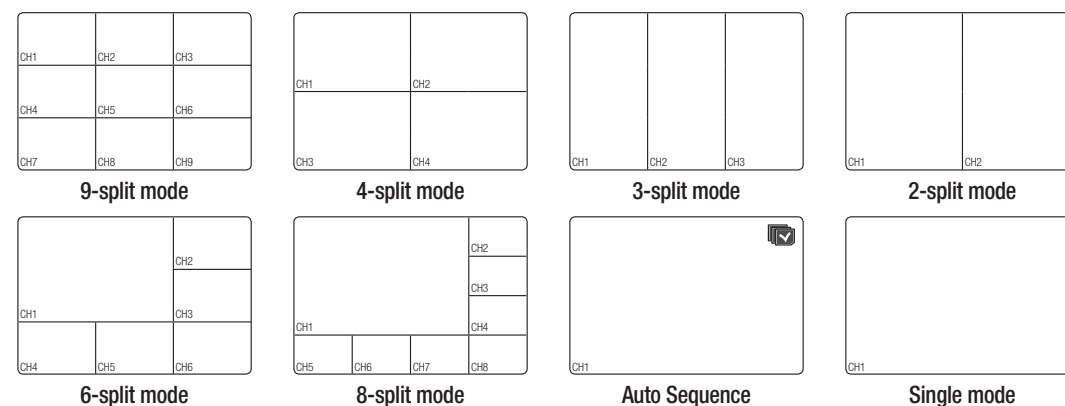 CH1 CH2 CH3
CH4 CH5 CH6
CH7 CH8 CH9
9-split mode
CH1 CH2
CH3 CH4
4-split mode
CH1 CH2 CH3
3-split mode
CH1 CH2
2-split mode
CH2
CH1 CH3
CH4 CH5 CH6
6-split mode
CH2
CH3
CH1 CH4
CH5 CH6 CH7 CH8
8-split mode
CH1
Auto Sequence
CH1
Single mode